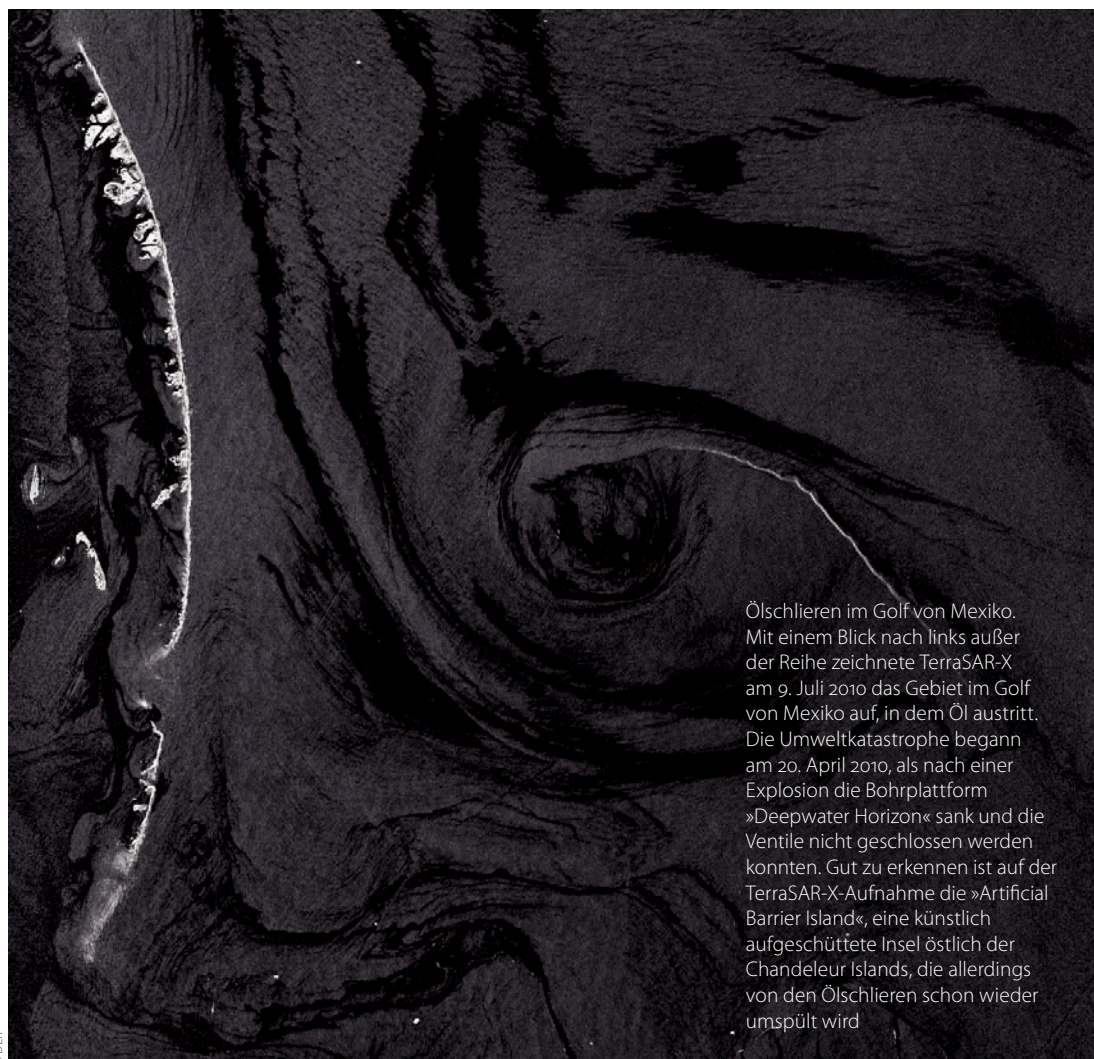 Ölschlieren im Golf von Mexiko.
Mit einem Blick nach links außer
der Reihe zeichnete TerraSAR-X
am 9. Juli 2010 das Gebiet im Golf
von Mexiko auf, in dem Öl austritt.
Die Umweltkatastrophe begann
am 20. April 2010, als nach einer
Explosion die Bohrplattform
»Deepwater Horizon« sank und die
Ventile nicht geschlossen werden
konnten. Gut zu erkennen ist auf der
TerraSAR-X-Aufnahme die »Artificial
Barrier Island«, eine künstlich
aufgeschüttete Insel östlich der
Chandeleur Islands, die allerdings
von den Ölschlieren schon wieder
umspült wird